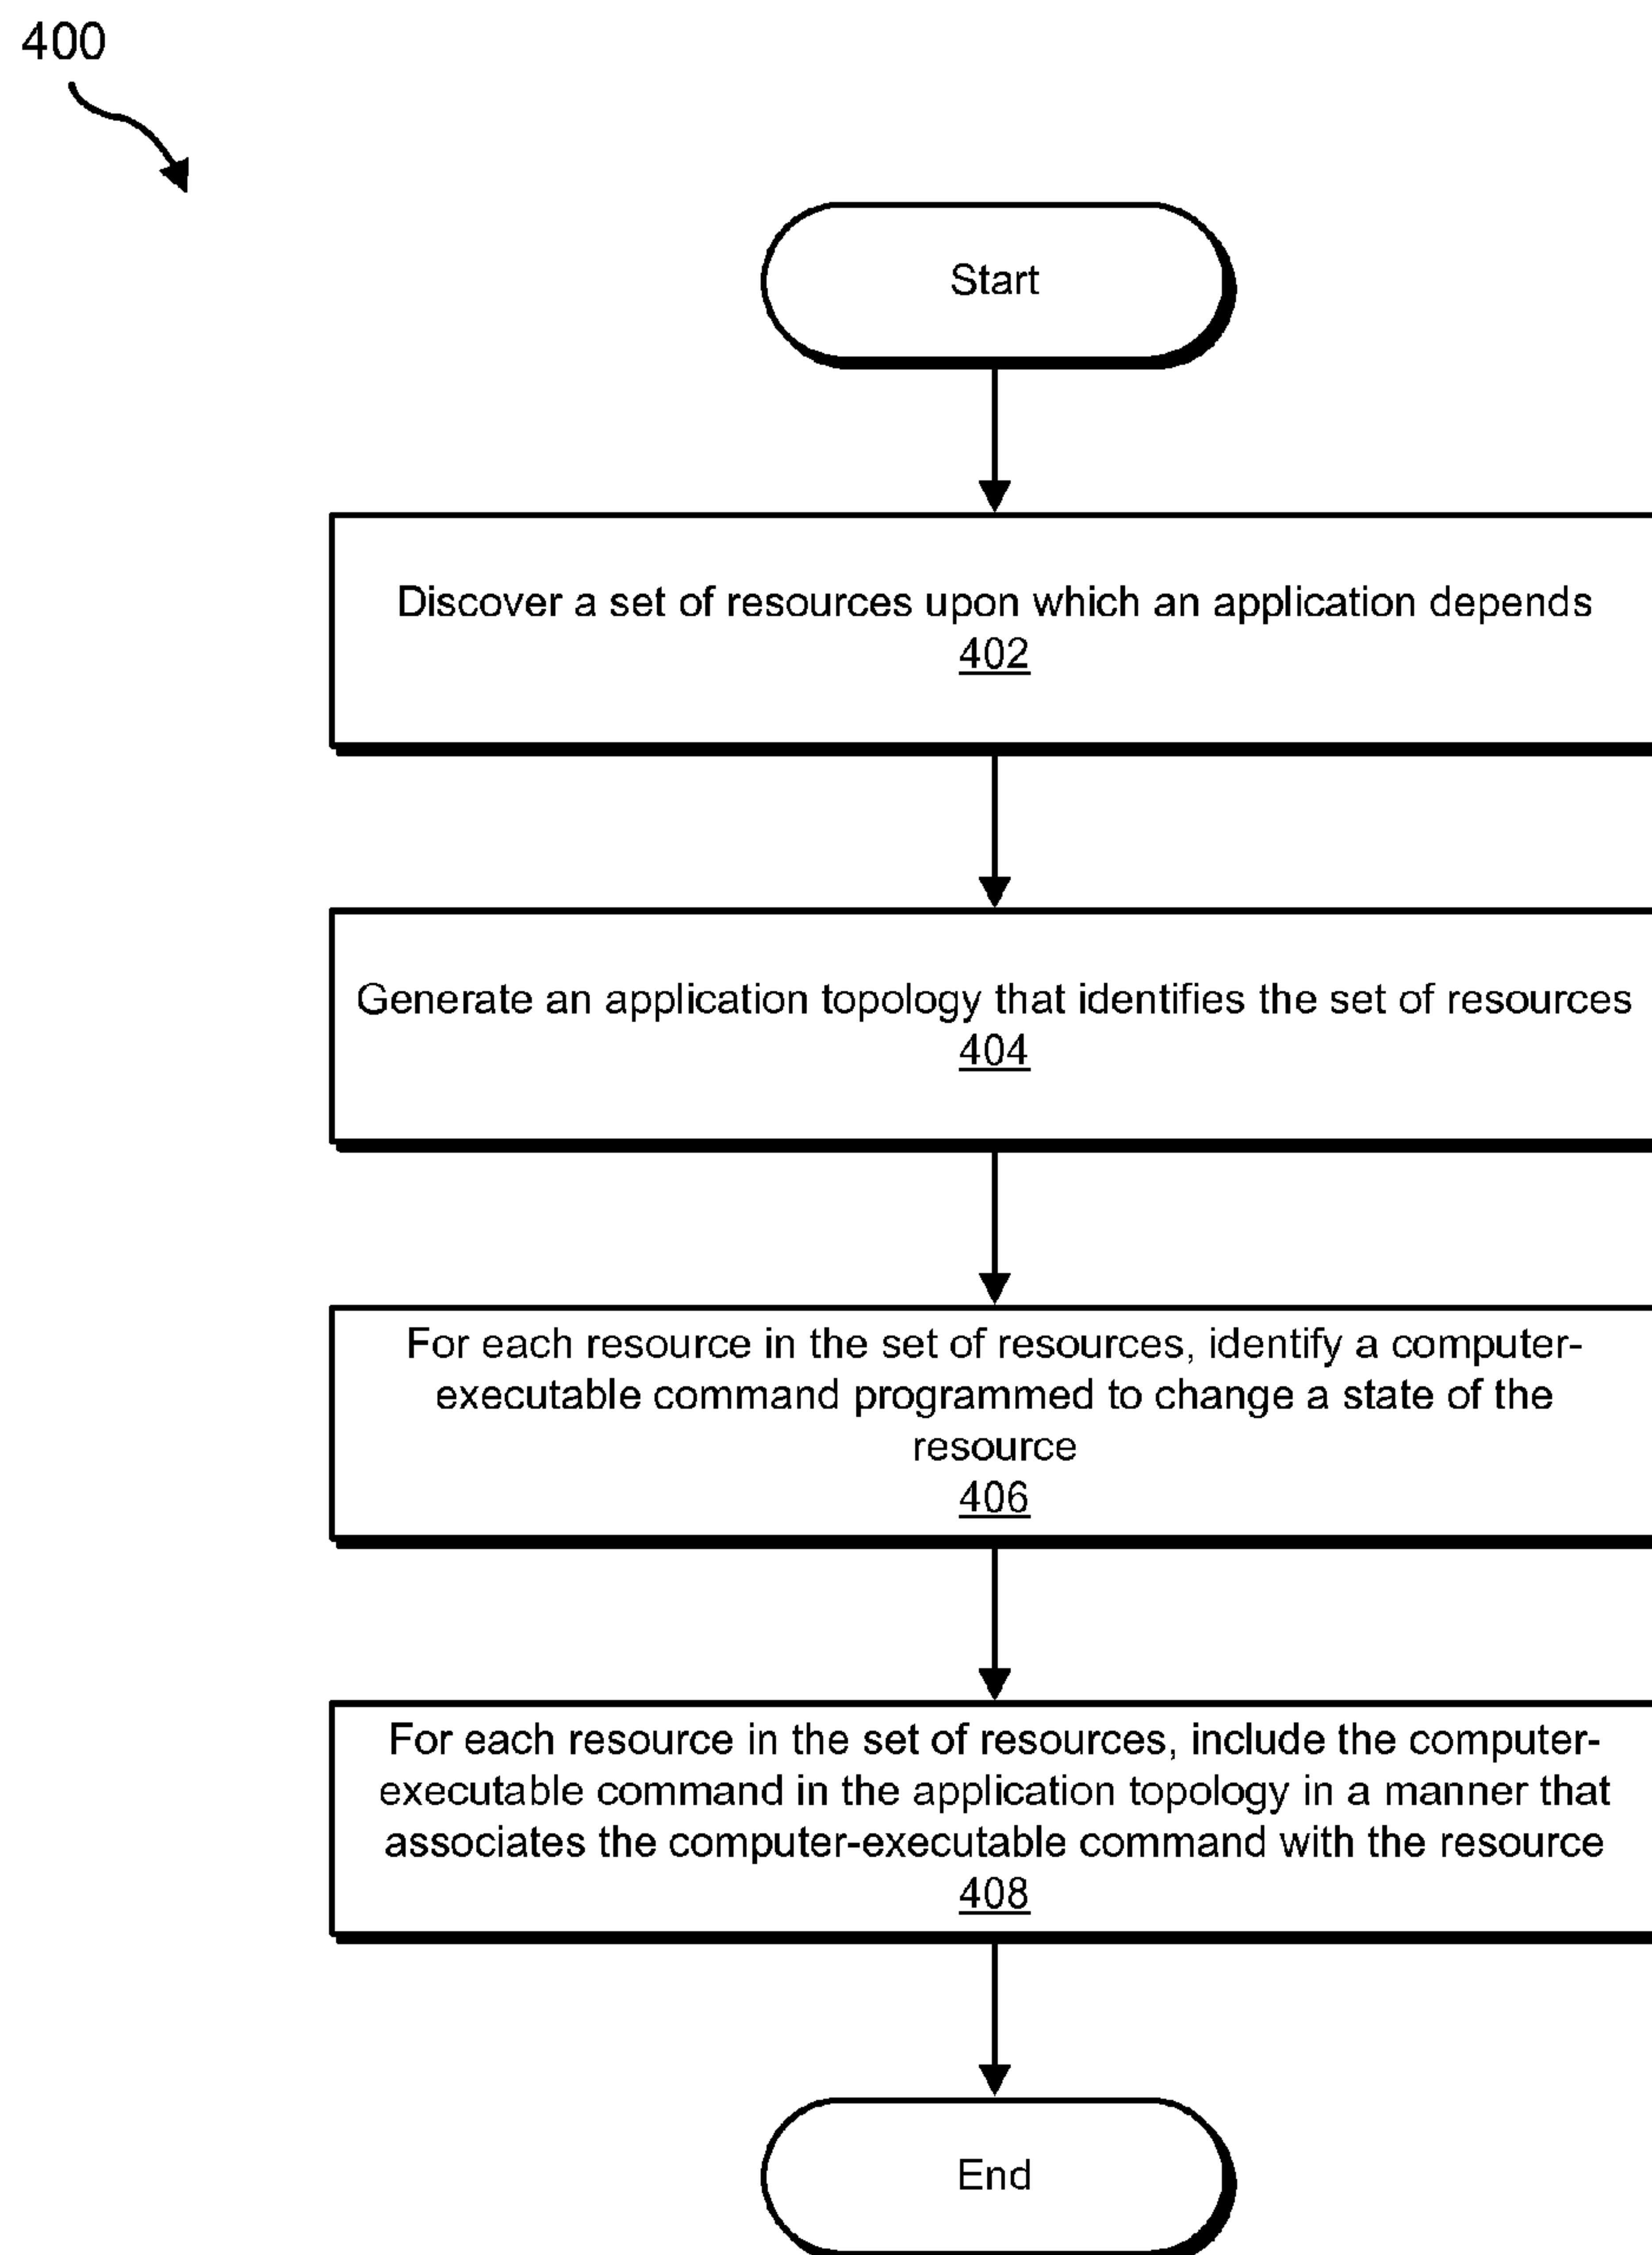 400
Start
Discover a set of resources upon which an application depends
402
Generate an application topology that identifies the set of resources
404
For each resource in the set of resources, identify a computer-
executable command programmed to change a state of the
resource
406
For each resource in the set of resources, include the computer-
executable command in the application topology in a manner that
associates the computer-executable command with the resource
408
End